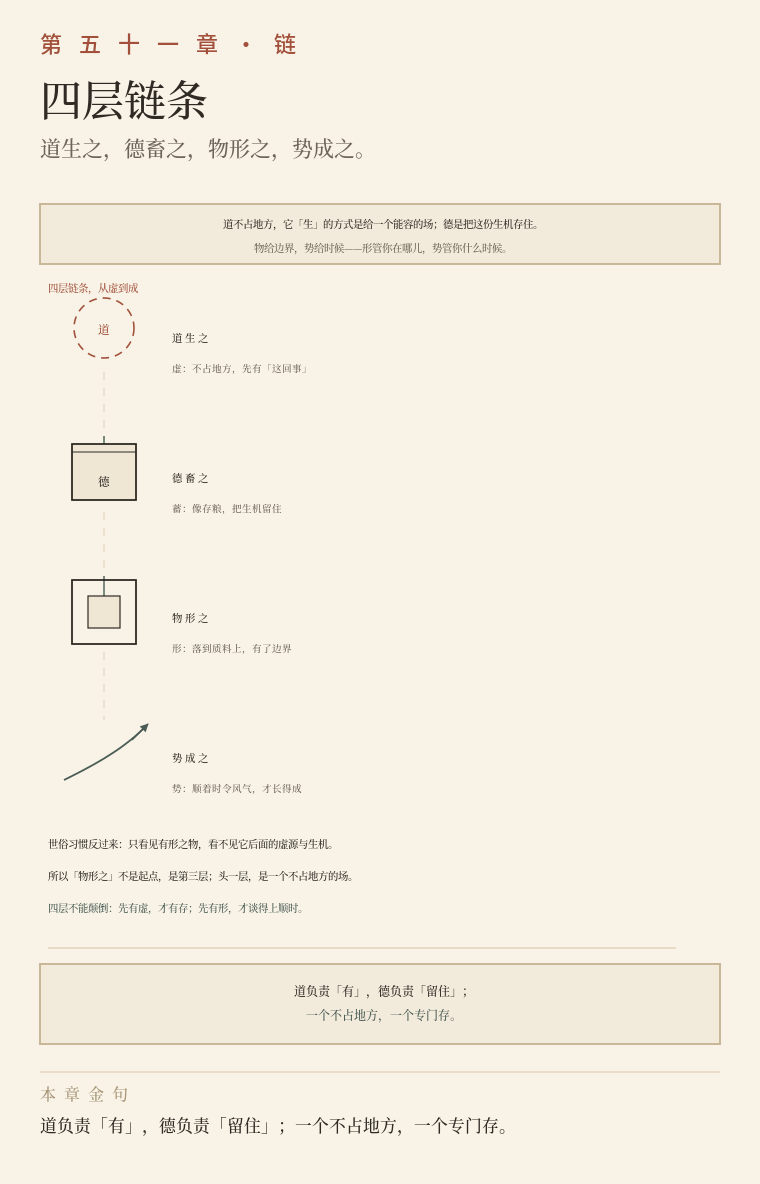 第五十一章·链
四层链条
道生之，德畜之，物形之，势成之。
道不占地方，它「生」的方式是给一个能容的场；德是把这份生机存住。
物给边界，势给时候——形管你在哪儿，势管你什么时候。
四层链条，从虚到成
道
道生之
虚：不占地方，先有「这回事」
德
德畜之
蓄：像存粮，把生机留住
物形之
形：落到质料上，有了边界
势成之
势：顺着时令风气，才长得成
世俗习惯反过来：只看见有形之物，看不见它后面的虚源与生机。
所以「物形之」不是起点，是第三层；头一层，是一个不占地方的场。
四层不能颠倒：先有虚，才有存；先有形，才谈得上顺时。
道负责「有」，德负责「留住」；
一个不占地方，一个专门存。
本章金句
道负责「有」，德负责「留住」；一个不占地方，一个专门存。